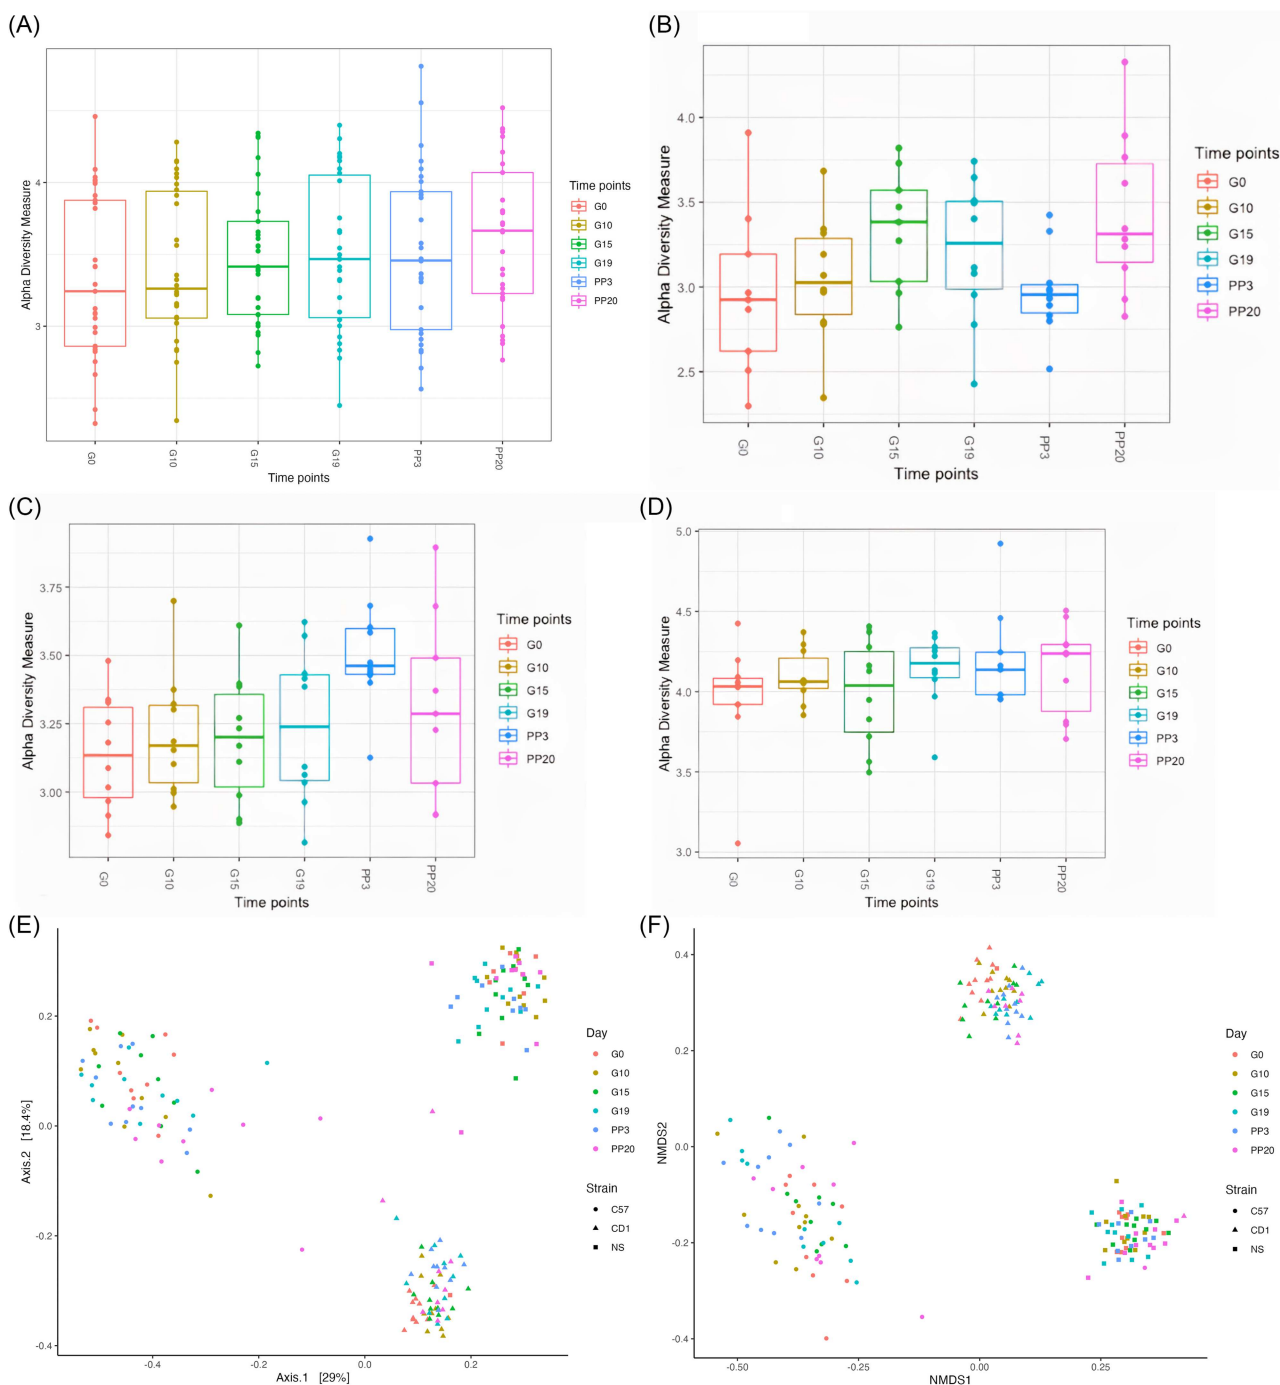 (A)
Alpha Diversity Measure
4
3
G0
G10
G15
G19
PP3
PP20
Time points
Time points
G0
G10
G15
G19
PP3
PP20
(B)
Alpha Diversity Measure
4.0
3.5
3.0
2.5
G0
G10
G15
G19
PP3
PP20
Time points
Time points
G0
G10
G15
G19
PP3
PP20
(C)
Alpha Diversity Measure
3.75
3.50
3.25
3.00
G0
G10
G15
G19
PP3
PP20
Time points
Time points
G0
G10
G15
G19
PP3
PP20
(D)
Alpha Diversity Measure
5.0
4.5
4.0
3.5
3.0
G0
G10
G15
G19
PP3
PP20
Time points
Time points
G0
G10
G15
G19
PP3
PP20
(E)
Axis.2 [18.4%]
0.2
0.0
-0.2
-0.4
-0.4
-0.2
0.0
0.2
Axis.1 [29%]
Day
G0
G10
G15
G19
PP3
PP20
Strain
C57
CD1
NS
(F)
NMDS2
0.4
0.2
0.0
-0.2
-0.4
-0.50
-0.25
0.00
0.25
NMDS1
Day
G0
G10
G15
G19
PP3
PP20
Strain
C57
CD1
NS